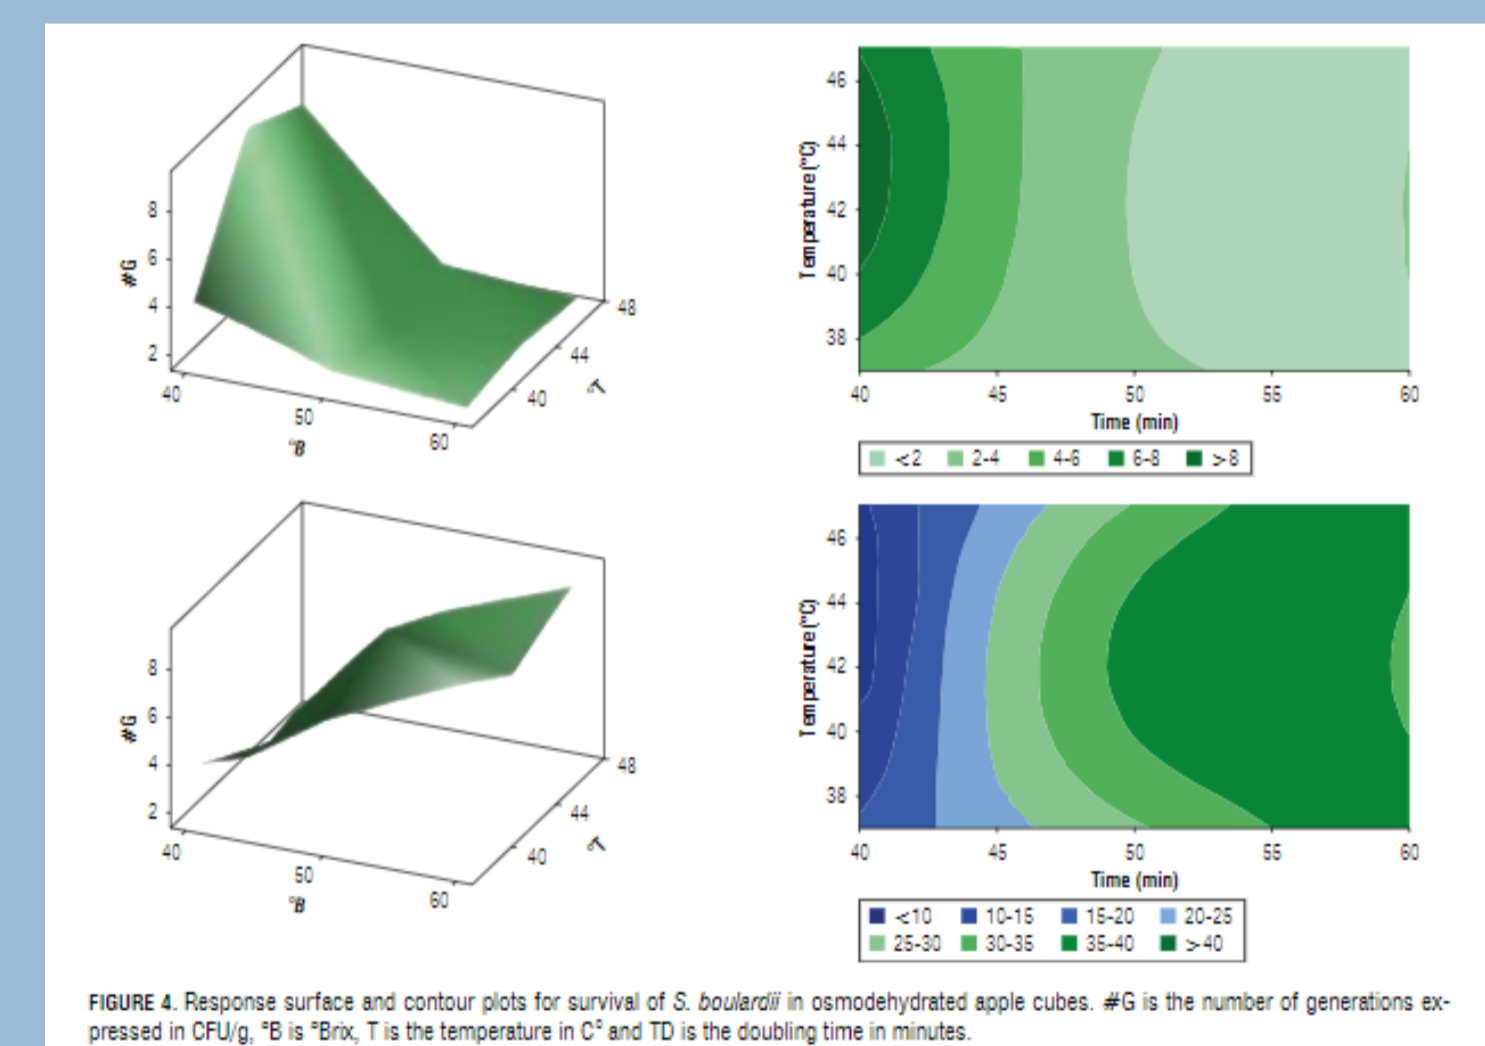 8
6
4
2
#G
40
50
60
°B
48
44
40
°T
46
44
42
40
38
Temperature (°C)
40 45 50 55 60
Time (min)
<2 2-4 4-6 6-8 >8
8
6
4
2
#G
40
50
60
°B
48
44
40
°T
46
44
42
40
38
Temperature (°C)
40 45 50 55 60
Time (min)
<10 10-15 15-20 20-25
25-30 30-35 35-40 >40
FIGURE 4. Response surface and contour plots for survival of S. boulardii in osmodehydrated apple cubes. #G is the number of generations ex-
pressed in CFU/g, °B is °Brix, T is the temperature in C° and TD is the doubling time in minutes.